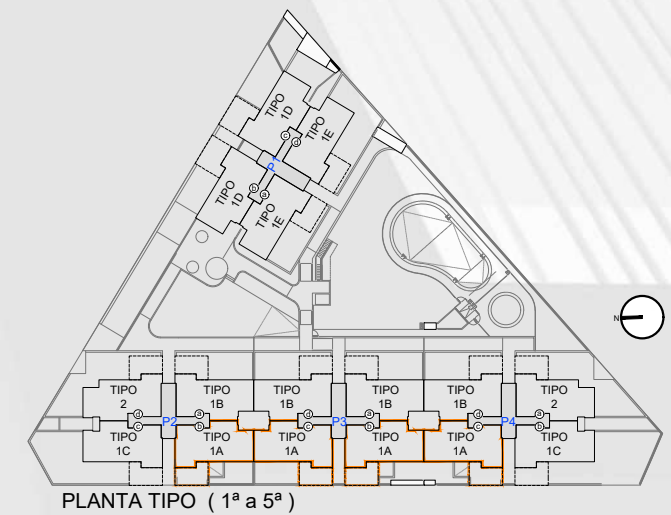 TIPO
1D
TIPO
1E
c
d
P1
b
a
TIPO
1D
TIPO
1E
N
TIPO
2
TIPO
1B
TIPO
1B
TIPO
1B
TIPO
1B
TIPO
2
d
a
d
a
d
a
P2
P3
P4
c
b
c
b
c
b
TIPO
1C
TIPO
1A
TIPO
1A
TIPO
1A
TIPO
1A
TIPO
1C
PLANTA TIPO ( 1ª a 5ª )